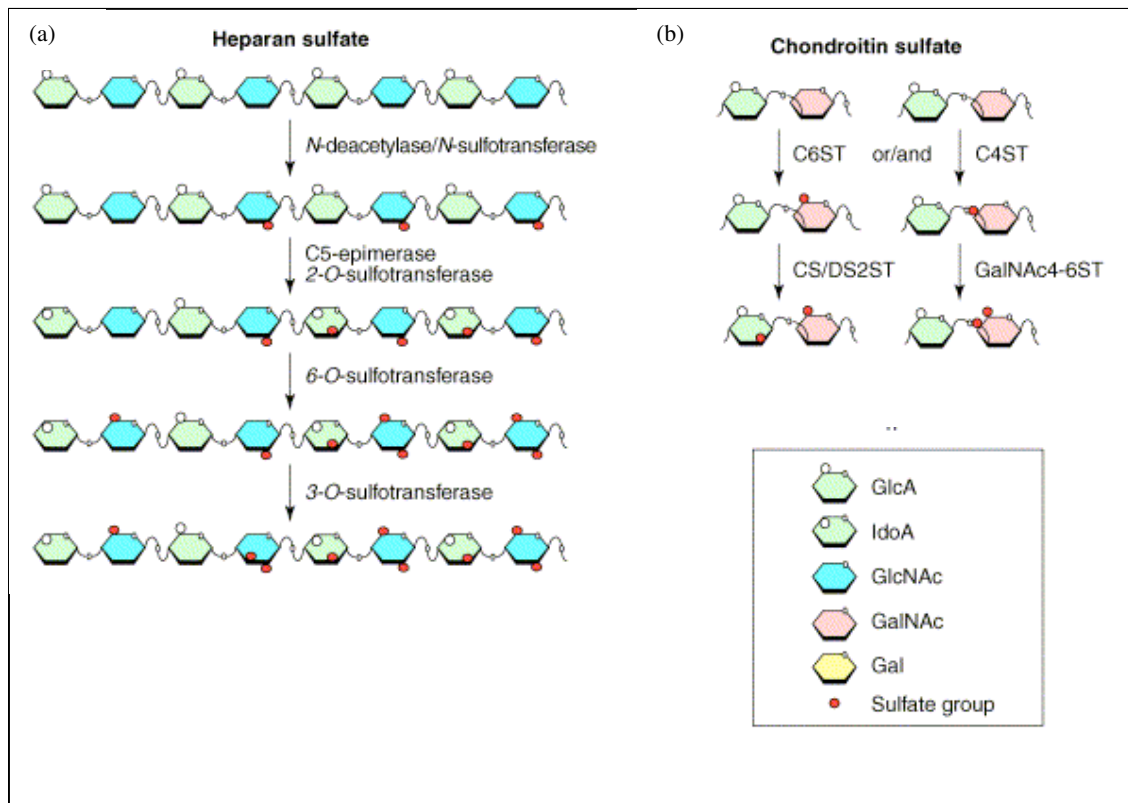 (a)
Heparan sulfate
N-deacetylase/N-sulfotransferase
C5-epimerase
2-O-sulfotransferase
6-O-sulfotransferase
3-O-sulfotransferase
(b)
Chondroitin sulfate
C6ST or/and C4ST
CS/DS2ST GalNAc4-6ST
..
GlcA
IdoA
GlcNAc
GalNAc
Gal
Sulfate group